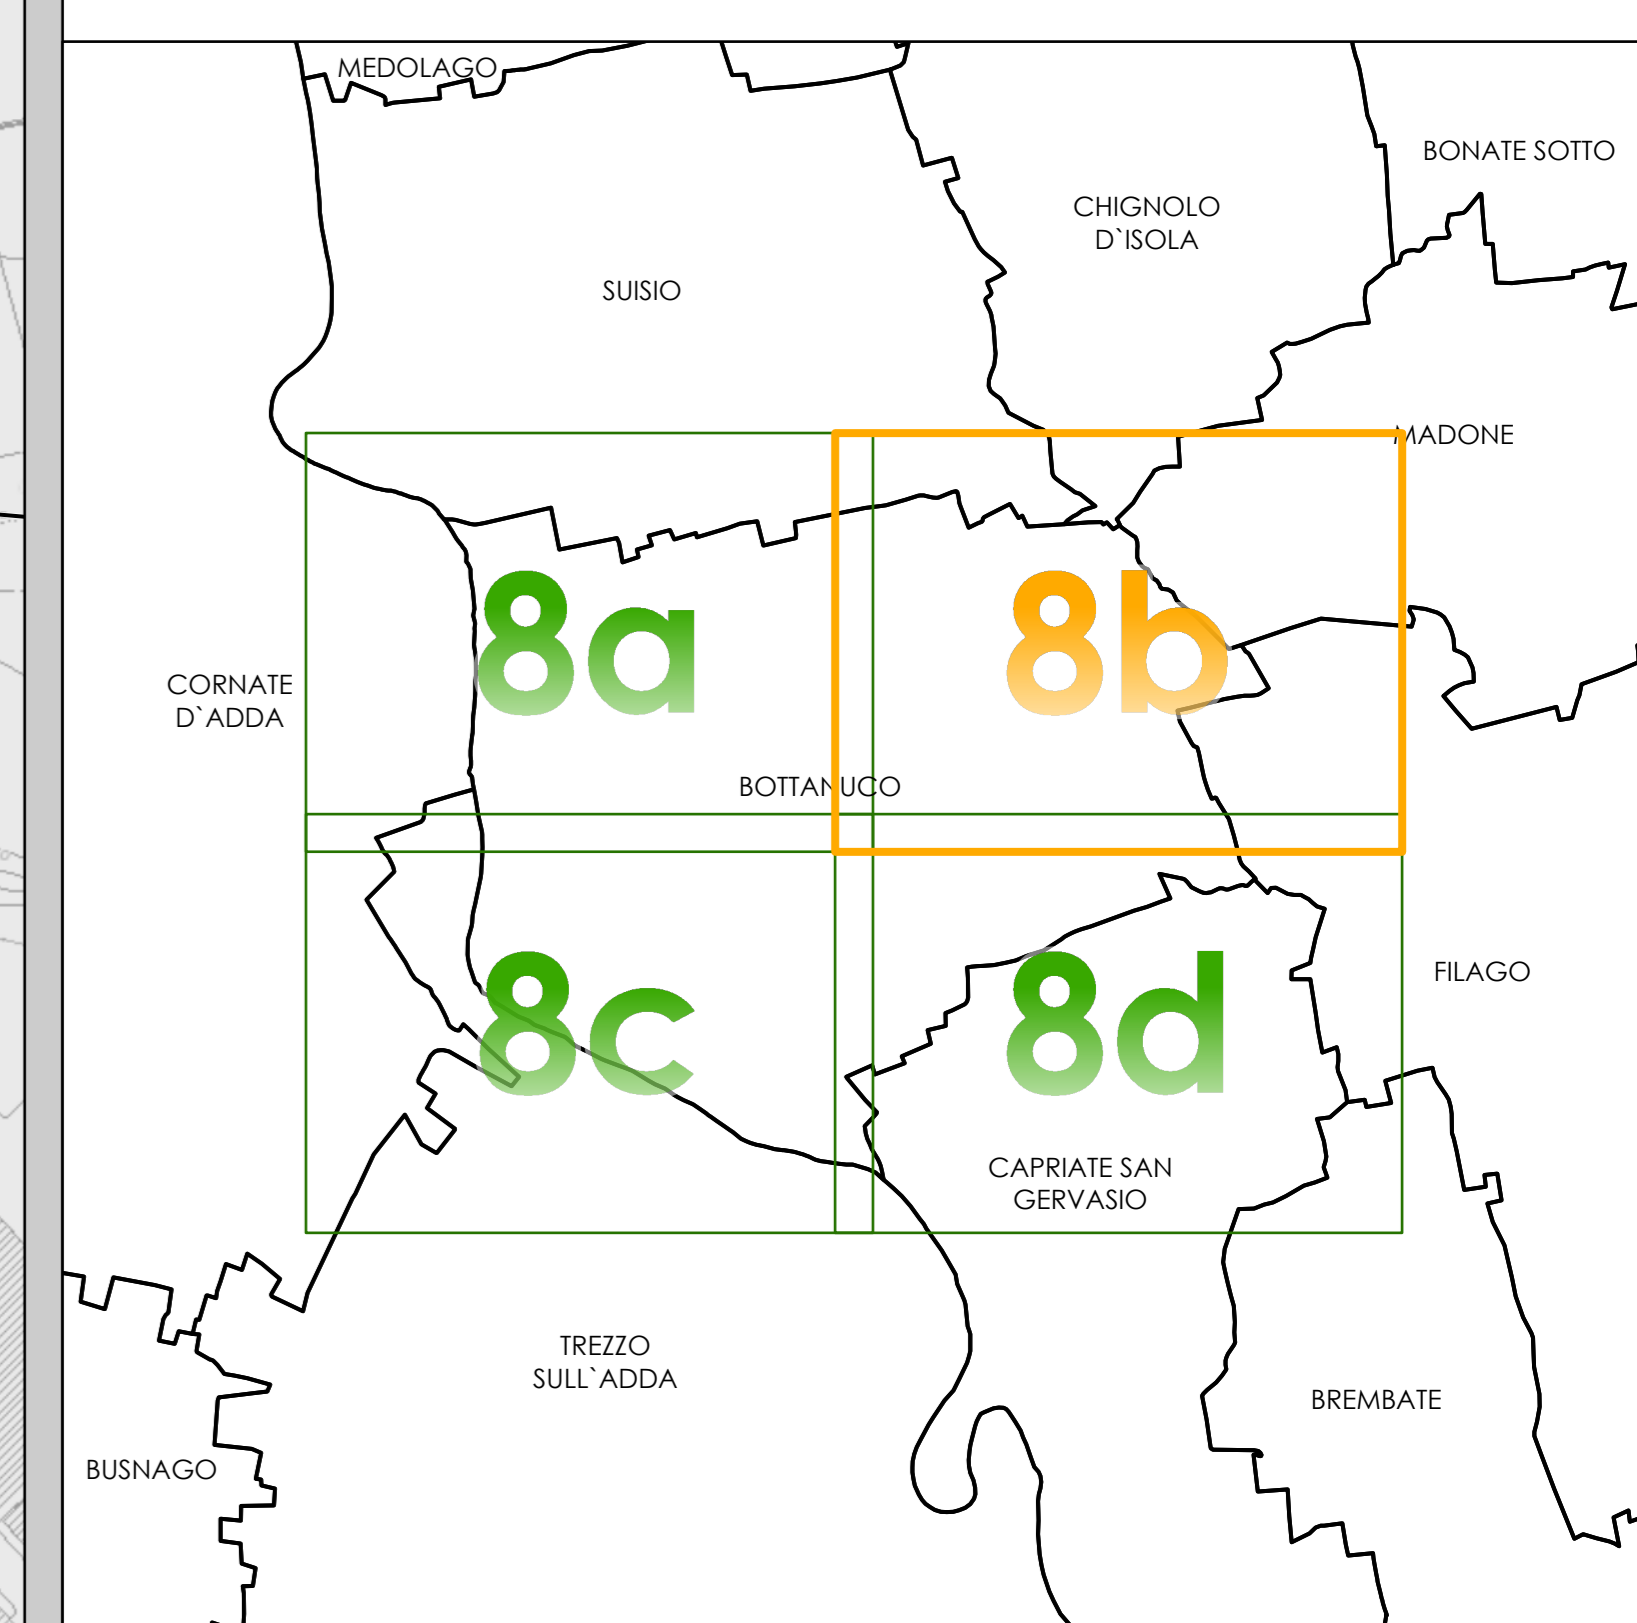 MEDOLAGO
BONATE SOTTO
CHIGNOLO
D`ISOLA
SUISIO
MADONE
8a
8b
CORNATE
D`ADDA
BOTTANUCO
FILAGO
8c
8d
CAPRIATE SAN
GERVASIO
TREZZO
SULL`ADDA
BREMBATE
BUSNAGO